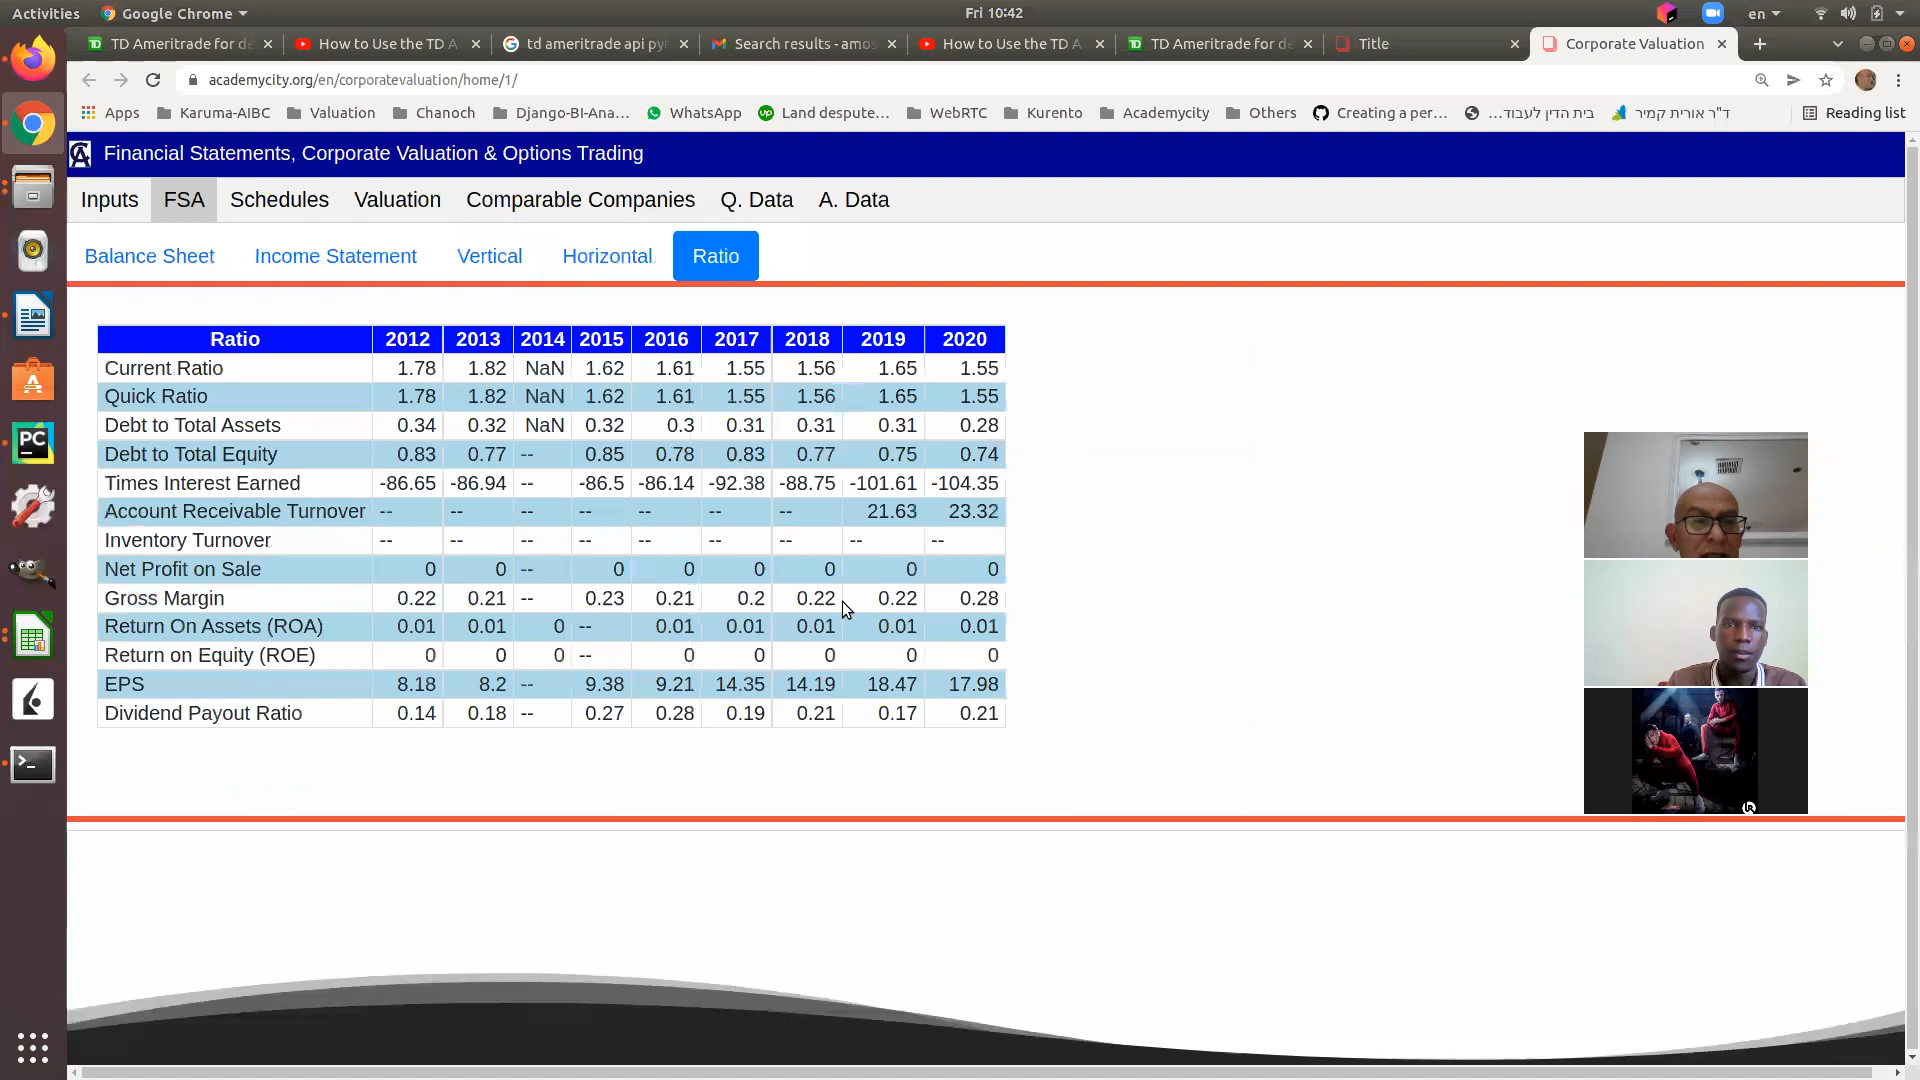 Activities Google Chrome Fri 10:42 en
TD Ameritrade for de How to Use the TD A td ameritrade api pyt Search results - amos How to Use the TD A TD Ameritrade for de Title Corporate Valuation
academycity.org/en/corporatevaluation/home/1/
Apps Karuma-AIBC Valuation Chanoch Django-BI-Ana... WhatsApp Land despute... WebRTC Kurento Academycity Others Creating a per... בית הדין לעבוד... ד"ר אורית קמיר Reading list
Financial Statements, Corporate Valuation & Options Trading
Inputs FSA Schedules Valuation Comparable Companies Q. Data A. Data
Balance Sheet Income Statement Vertical Horizontal Ratio
Ratio 2012 2013 2014 2015 2016 2017 2018 2019 2020
Current Ratio 1.78 1.82 NaN 1.62 1.61 1.55 1.56 1.65 1.55
Quick Ratio 1.78 1.82 NaN 1.62 1.61 1.55 1.56 1.65 1.55
Debt to Total Assets 0.34 0.32 NaN 0.32 0.3 0.31 0.31 0.31 0.28
Debt to Total Equity 0.83 0.77 -- 0.85 0.78 0.83 0.77 0.75 0.74
Times Interest Earned -86.65 -86.94 -- -86.5 -86.14 -92.38 -88.75 -101.61 -104.35
Account Receivable Turnover -- -- -- -- -- -- -- 21.63 23.32
Inventory Turnover -- -- -- -- -- -- -- -- --
Net Profit on Sale 0 0 -- 0 0 0 0 0 0
Gross Margin 0.22 0.21 -- 0.23 0.21 0.2 0.22 0.22 0.28
Return On Assets (ROA) 0.01 0.01 0 -- 0.01 0.01 0.01 0.01 0.01
Return on Equity (ROE) 0 0 0 -- 0 0 0 0 0
EPS 8.18 8.2 -- 9.38 9.21 14.35 14.19 18.47 17.98
Dividend Payout Ratio 0.14 0.18 -- 0.27 0.28 0.19 0.21 0.17 0.21